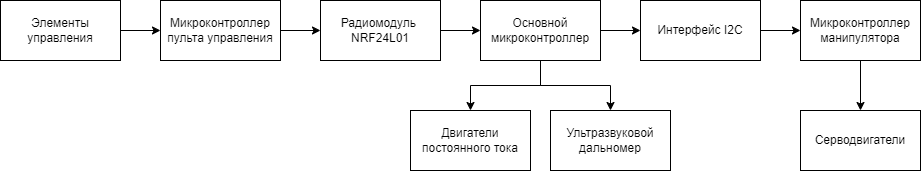 Элементы
управления
Микроконтроллер
пульта управления
Радиомодуль
NRF24L01
Основной
микроконтроллер
Интерфейс I2C
Микроконтроллер
манипулятора
Двигатели
постоянного тока
Ультразвуковой
дальномер
Серводвигатели